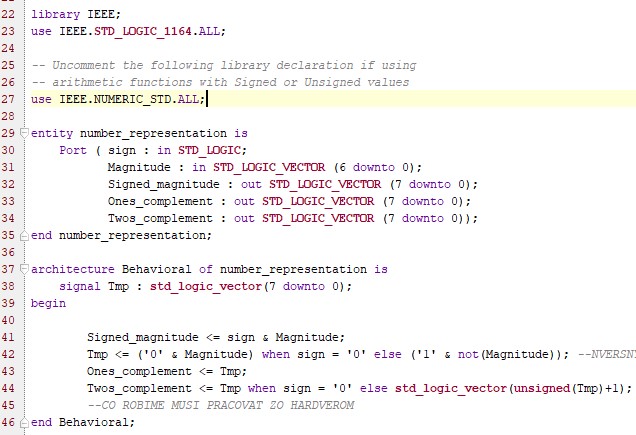 22 library IEEE;
23 use IEEE.STD_LOGIC_1164.ALL;
24
25 -- Uncomment the following library declaration if using
26 -- arithmetic functions with Signed or Unsigned values
27 use IEEE.NUMERIC_STD.ALL;
28
29 entity number_representation is
30 Port ( sign : in STD_LOGIC;
31 Magnitude : in STD_LOGIC_VECTOR (6 downto 0);
32 Signed_magnitude : out STD_LOGIC_VECTOR (7 downto 0);
33 Ones_complement : out STD_LOGIC_VECTOR (7 downto 0);
34 Twos_complement : out STD_LOGIC_VECTOR (7 downto 0));
35 end number_representation;
36
37 architecture Behavioral of number_representation is
38 signal Tmp : std_logic_vector(7 downto 0);
39 begin
40
41 Signed_magnitude <= sign & Magnitude;
42 Tmp <= ('0' & Magnitude) when sign = '0' else ('1' & not(Magnitude)); --NVERSN
43 Ones_complement <= Tmp;
44 Twos_complement <= Tmp when sign = '0' else std_logic_vector(unsigned(Tmp)+1);
45 --CO ROBIME MUSI PRACOVAT ZO HARDVEROM
46 end Behavioral;